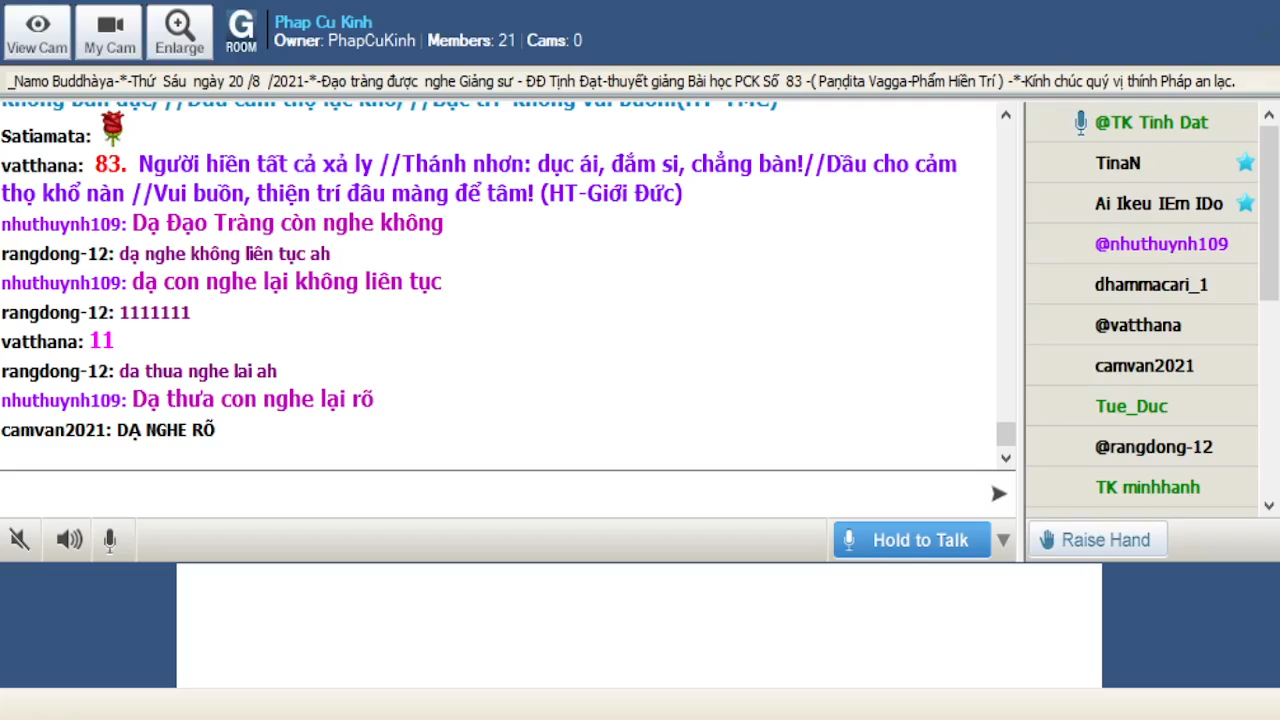 View Cam
My Cam
Enlarge
G
ROOM
Phap Cu Kinh
Owner: PhapCuKinh | Members: 21 | Cams: 0
_Namo Buddhàya-*-Thứ Sáu ngày 20 /8 /2021-*-Đạo tràng được nghe Giảng sư - ĐĐ Tịnh Đạt-thuyết giảng Bài học PCK Số 83 -( Paṇḍita Vagga-Phẩm Hiền Trí ) -*-Kính chúc quý vị thính Pháp an lạc.
Satiamata:
vatthana: 83. Người hiền tất cả xả ly //Thánh nhơn: dục ái, đắm si, chẳng bàn!//Dầu cho cảm
thọ khổ nàn //Vui buồn, thiện trí đâu màng để tâm! (HT-Giới Đức)
nhuthuynh109: Dạ Đạo Tràng còn nghe không
rangdong-12: dạ nghe không liên tục ah
nhuthuynh109: dạ con nghe lại không liên tục
rangdong-12: 1111111
vatthana: 11
rangdong-12: da thua nghe lai ah
nhuthuynh109: Dạ thưa con nghe lại rõ
camvan2021: DẠ NGHE RÕ
@TK Tinh Dat
TinaN
Ai Ikeu IEm IDo
@nhuthuynh109
dhammacari_1
@vatthana
camvan2021
Tue_Duc
@rangdong-12
TK minhhanh
Hold to Talk
Raise Hand